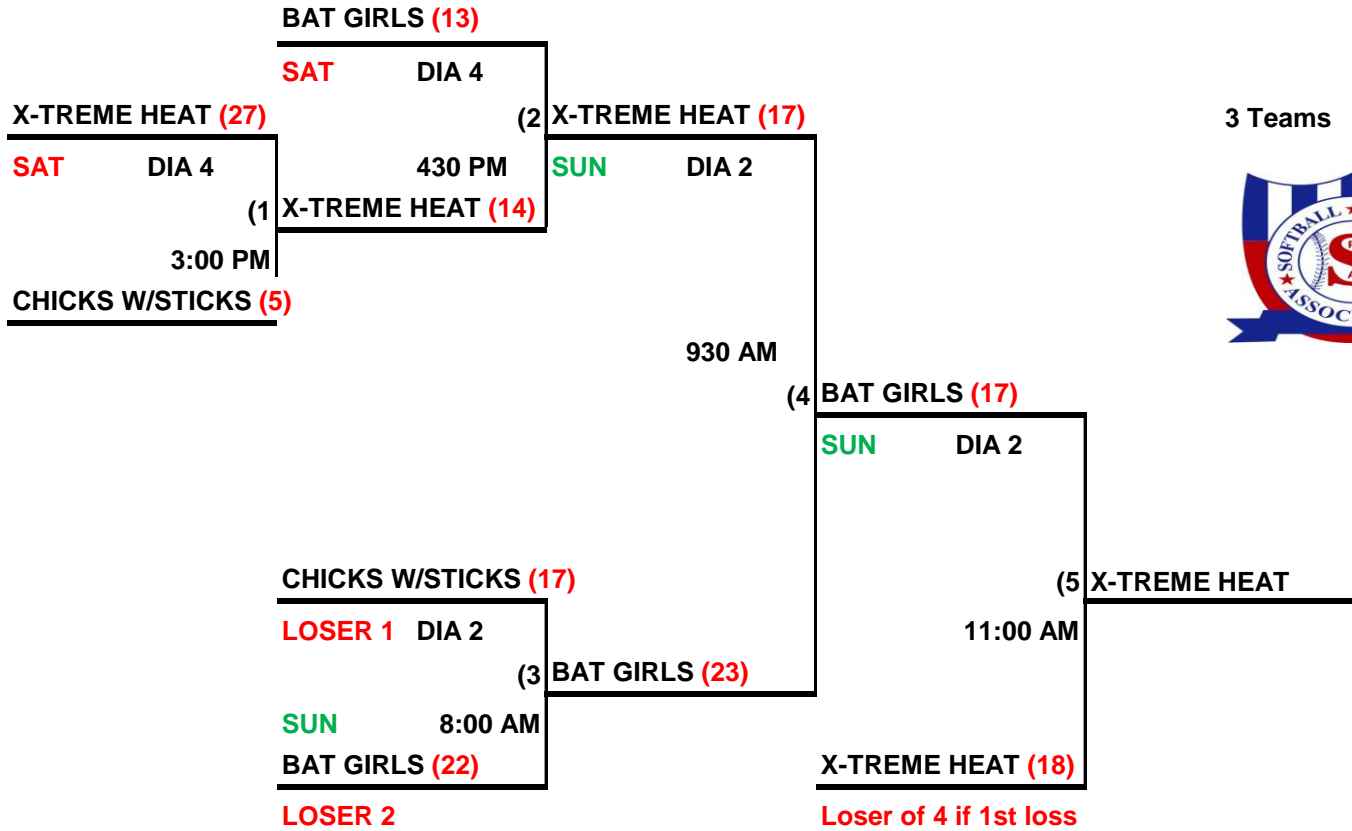 BAT GIRLS (13)
SAT DIA 4
X-TREME HEAT (27)
(2 X-TREME HEAT (17)
3 Teams
SAT DIA 4
430 PM
SUN DIA 2
(1 X-TREME HEAT (14)
3:00 PM
CHICKS W/STICKS (5)
SOFTBALL
930 AM
(4 BAT GIRLS (17)
SUN DIA 2
CHICKS W/STICKS (17)
(5 X-TREME HEAT
LOSER 1 DIA 2
11:00 AM
(3 BAT GIRLS (23)
SUN 8:00 AM
BAT GIRLS (22)
X-TREME HEAT (18)
LOSER 2
Loser of 4 if 1st loss